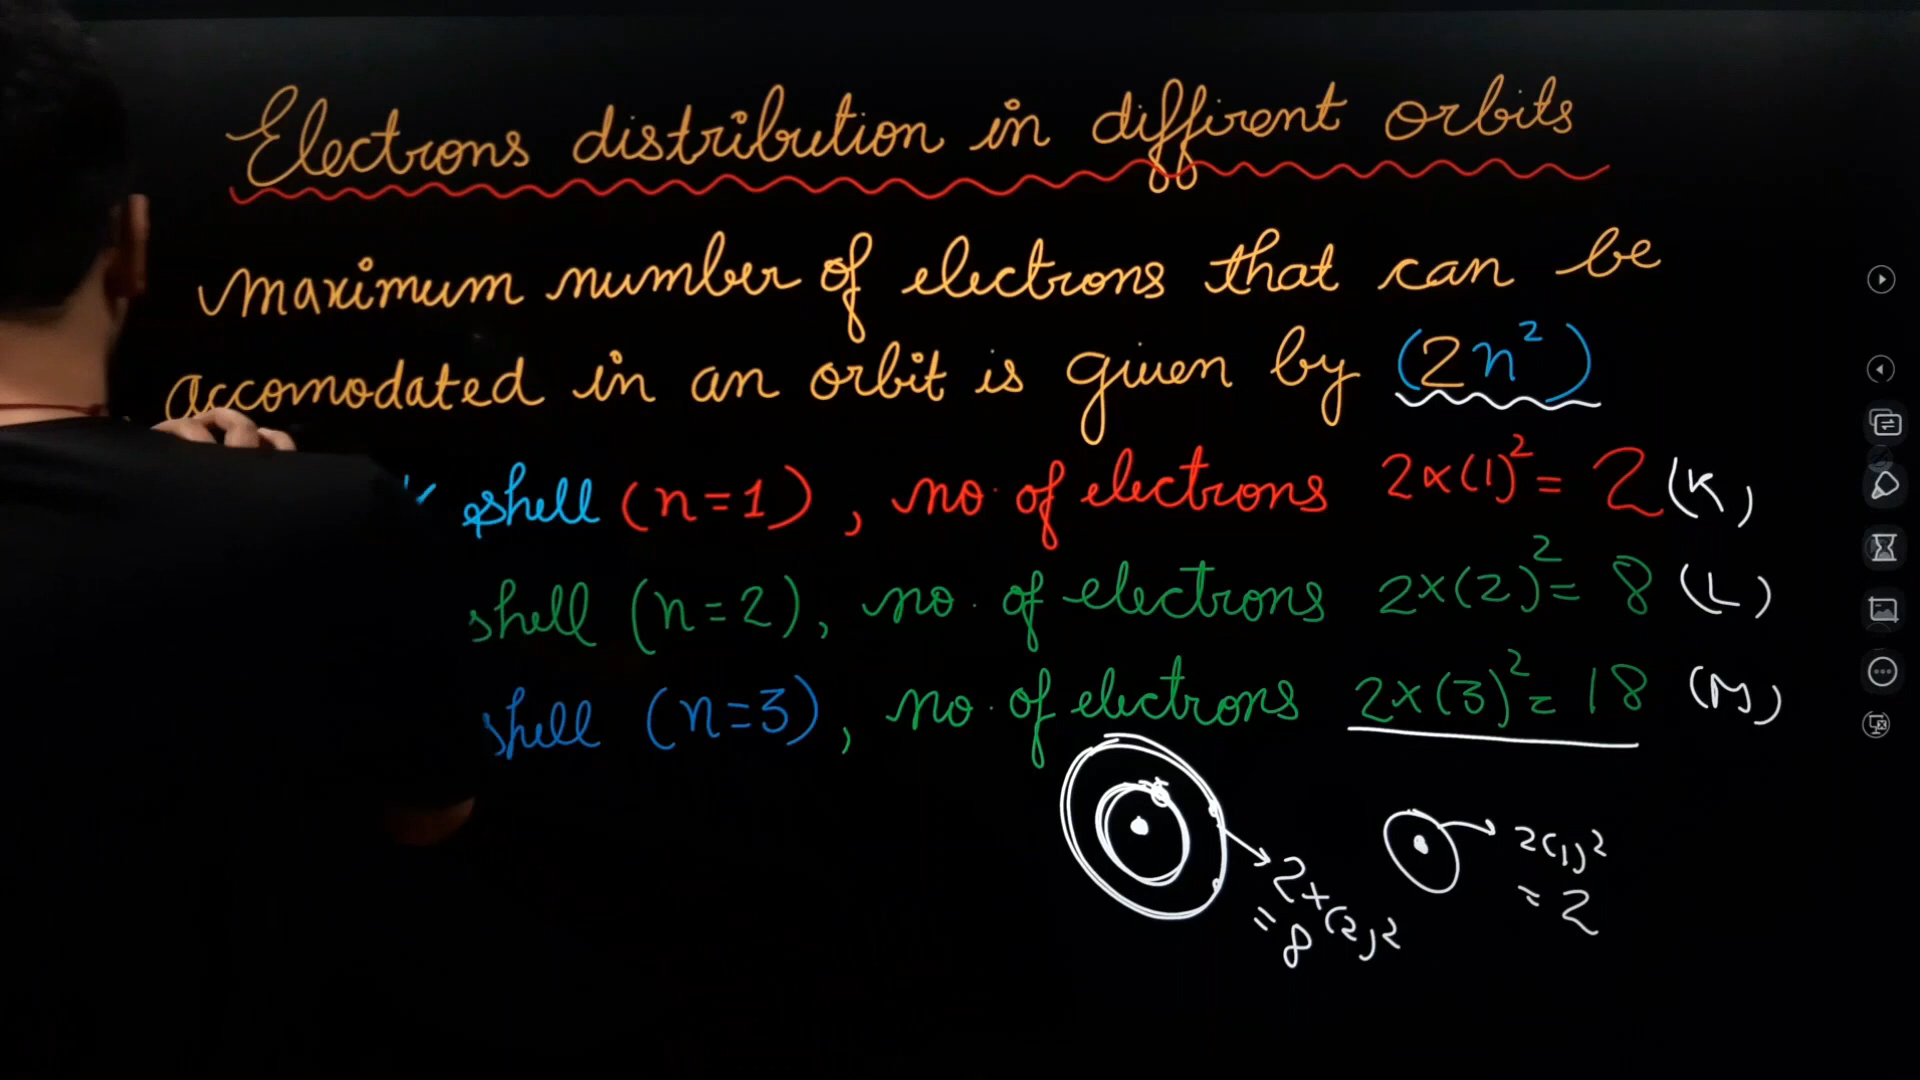 Electrons distribution in diffirent orbits
maximum number of electrons that can be
accomodated in an orbit is given by (2n²)
shell (n=1), no. of electrons 2×(1)² = 2 (K)
shell (n=2), no. of electrons 2×(2)² = 8 (L)
shell (n=3), no. of electrons 2×(3)² = 18 (M)
2×(2)²
= 8
2(1)²
= 2